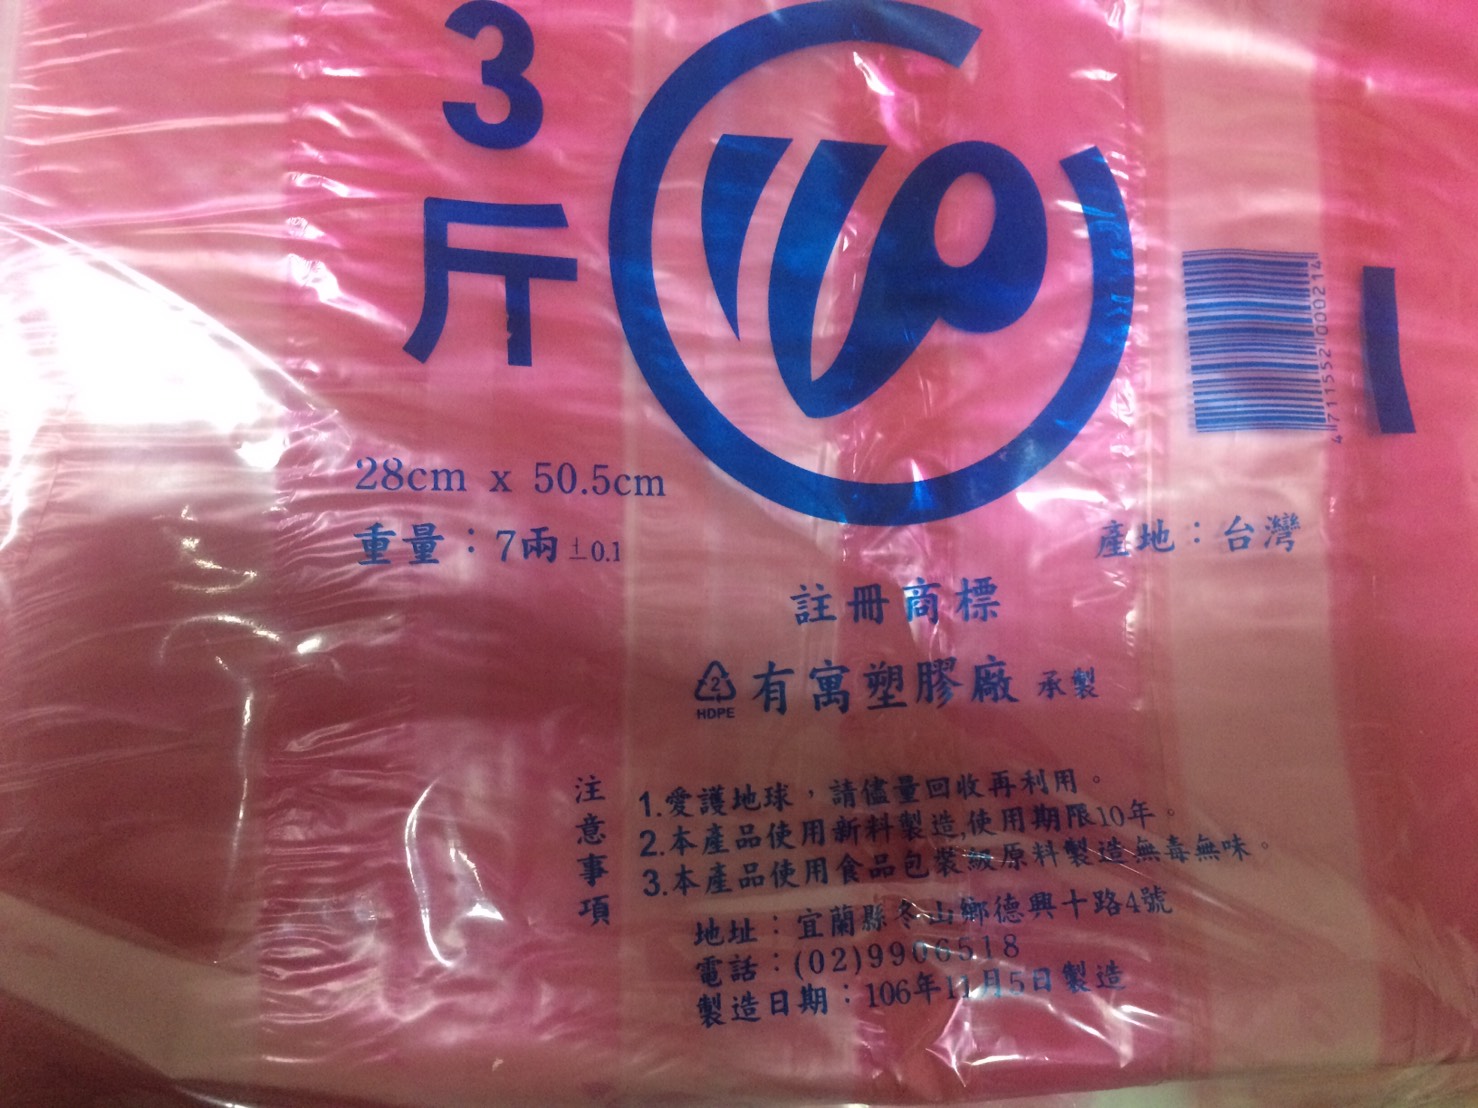 3
斤
28cm x 50.5cm
重量：7兩±0.1
4 711552 000214
產地：台灣
註冊商標
2
HDPE
有寓塑膠廠 承製
注意事項
1.愛護地球，請儘量回收再利用。
2.本產品使用新料製造,使用期限10年。
3.本產品使用食品包裝級原料製造無毒無味。
地址：宜蘭縣冬山鄉德興十路4號
電話：(02)9906518
製造日期：106年11月5日製造